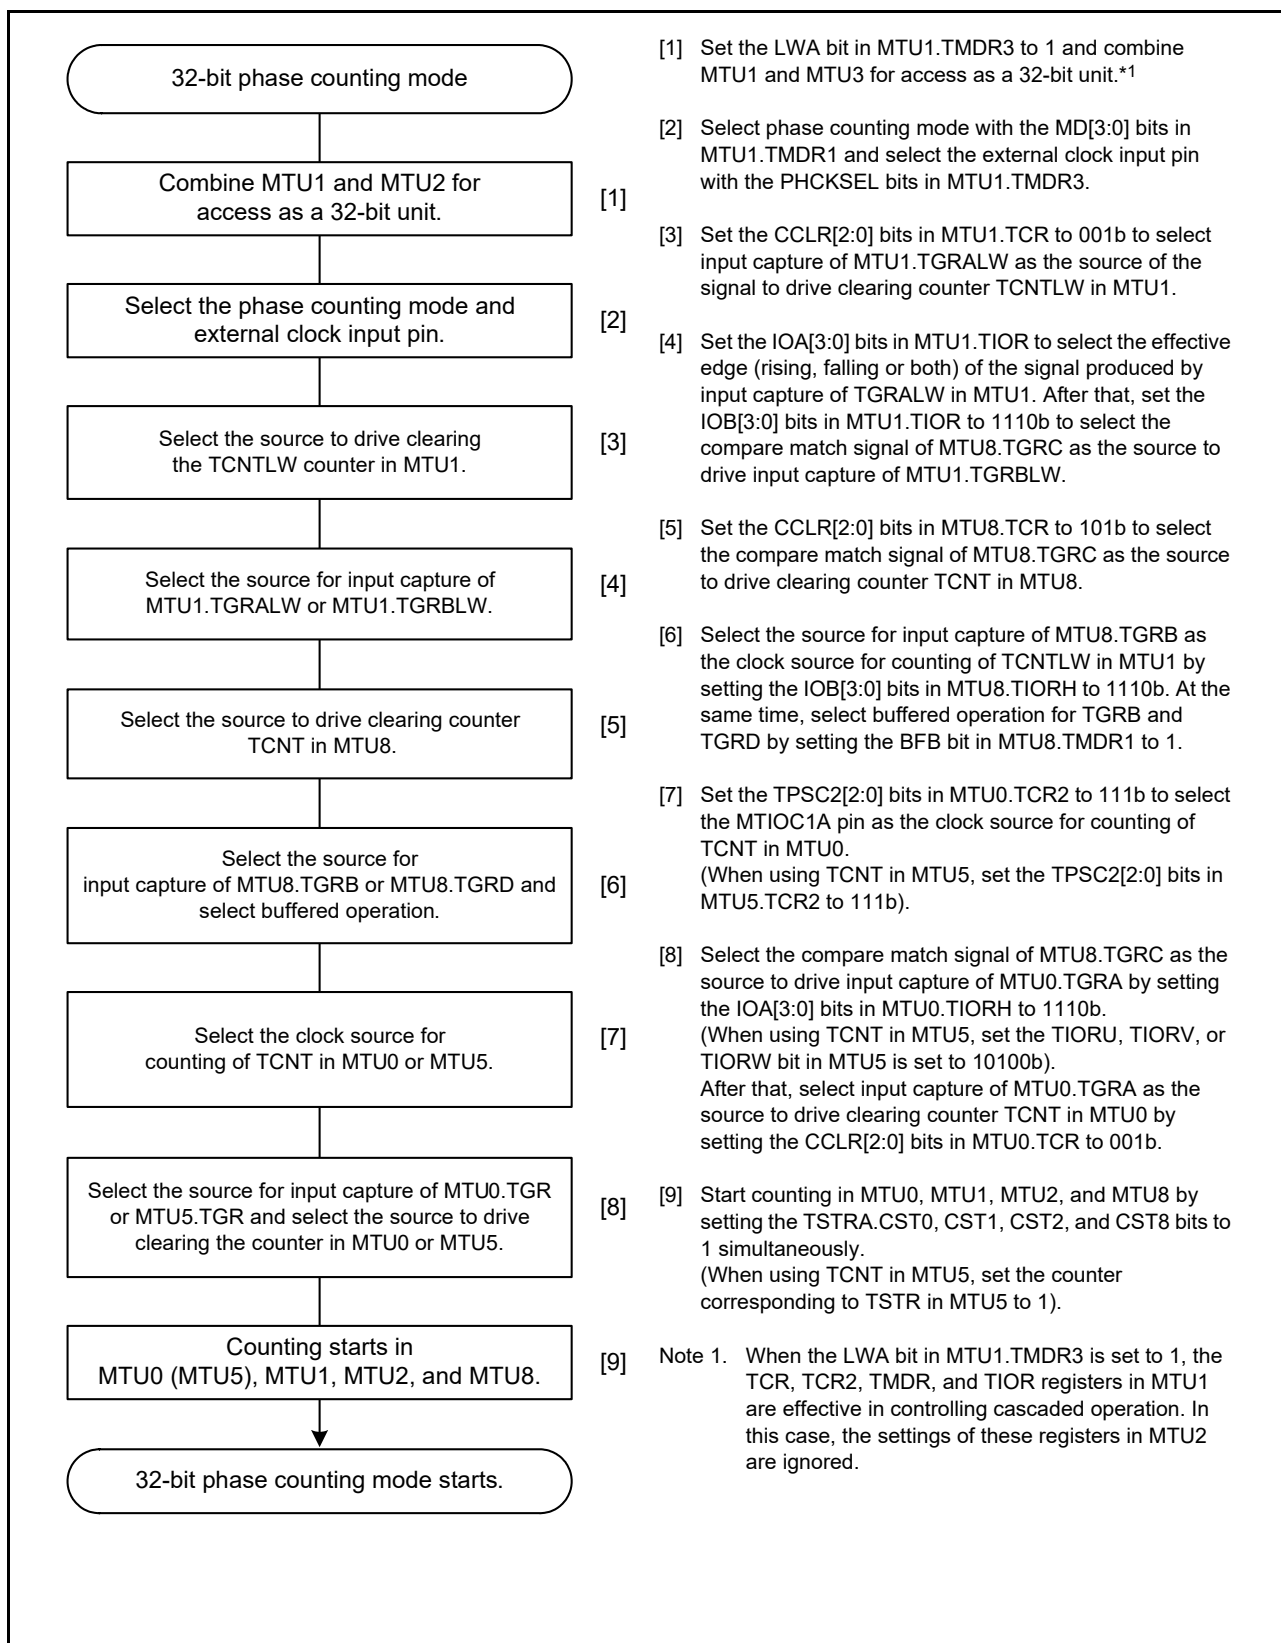 32-bit phase counting mode
Combine MTU1 and MTU2 for
access as a 32-bit unit.
[1]
Select the phase counting mode and
external clock input pin.
[2]
Select the source to drive clearing
the TCNTLW counter in MTU1.
[3]
Select the source for input capture of
MTU1.TGRALW or MTU1.TGRBLW.
[4]
Select the source to drive clearing counter
TCNT in MTU8.
[5]
Select the source for
input capture of MTU8.TGRB or MTU8.TGRD and
select buffered operation.
[6]
Select the clock source for
counting of TCNT in MTU0 or MTU5.
[7]
Select the source for input capture of MTU0.TGR
or MTU5.TGR and select the source to drive
clearing the counter in MTU0 or MTU5.
[8]
Counting starts in
MTU0 (MTU5), MTU1, MTU2, and MTU8.
[9]
32-bit phase counting mode starts.
[1] Set the LWA bit in MTU1.TMDR3 to 1 and combine
MTU1 and MTU3 for access as a 32-bit unit.*1
[2] Select phase counting mode with the MD[3:0] bits in
MTU1.TMDR1 and select the external clock input pin
with the PHCKSEL bits in MTU1.TMDR3.
[3] Set the CCLR[2:0] bits in MTU1.TCR to 001b to select
input capture of MTU1.TGRALW as the source of the
signal to drive clearing counter TCNTLW in MTU1.
[4] Set the IOA[3:0] bits in MTU1.TIOR to select the effective
edge (rising, falling or both) of the signal produced by
input capture of TGRALW in MTU1. After that, set the
IOB[3:0] bits in MTU1.TIOR to 1110b to select the
compare match signal of MTU8.TGRC as the source to
drive input capture of MTU1.TGRBLW.
[5] Set the CCLR[2:0] bits in MTU8.TCR to 101b to select
the compare match signal of MTU8.TGRC as the source
to drive clearing counter TCNT in MTU8.
[6] Select the source for input capture of MTU8.TGRB as
the clock source for counting of TCNTLW in MTU1 by
setting the IOB[3:0] bits in MTU8.TIORH to 1110b. At the
same time, select buffered operation for TGRB and
TGRD by setting the BFB bit in MTU8.TMDR1 to 1.
[7] Set the TPSC2[2:0] bits in MTU0.TCR2 to 111b to select
the MTIOC1A pin as the clock source for counting of
TCNT in MTU0.
(When using TCNT in MTU5, set the TPSC2[2:0] bits in
MTU5.TCR2 to 111b).
[8] Select the compare match signal of MTU8.TGRC as the
source to drive input capture of MTU0.TGRA by setting
the IOA[3:0] bits in MTU0.TIORH to 1110b.
(When using TCNT in MTU5, set the TIORU, TIORV, or
TIORW bit in MTU5 is set to 10100b).
After that, select input capture of MTU0.TGRA as the
source to drive clearing counter TCNT in MTU0 by
setting the CCLR[2:0] bits in MTU0.TCR to 001b.
[9] Start counting in MTU0, MTU1, MTU2, and MTU8 by
setting the TSTRA.CST0, CST1, CST2, and CST8 bits to
1 simultaneously.
(When using TCNT in MTU5, set the counter
corresponding to TSTR in MTU5 to 1).
Note 1. When the LWA bit in MTU1.TMDR3 is set to 1, the
TCR, TCR2, TMDR, and TIOR registers in MTU1
are effective in controlling cascaded operation. In
this case, the settings of these registers in MTU2
are ignored.